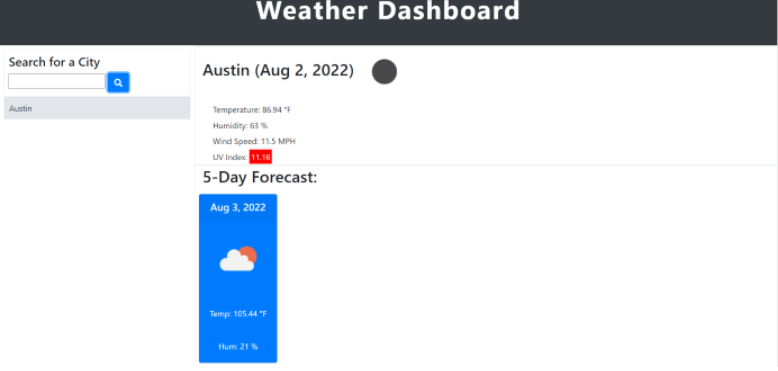 Weather Dashboard
Search for a City
Austin
Austin (Aug 2, 2022)
Temperature: 86.94 °F
Humidity: 63 %
Wind Speed: 11.5 MPH
UV Index: 11.16
5-Day Forecast:
Aug 3, 2022
Temp: 105.44 °F
Hum: 21 %